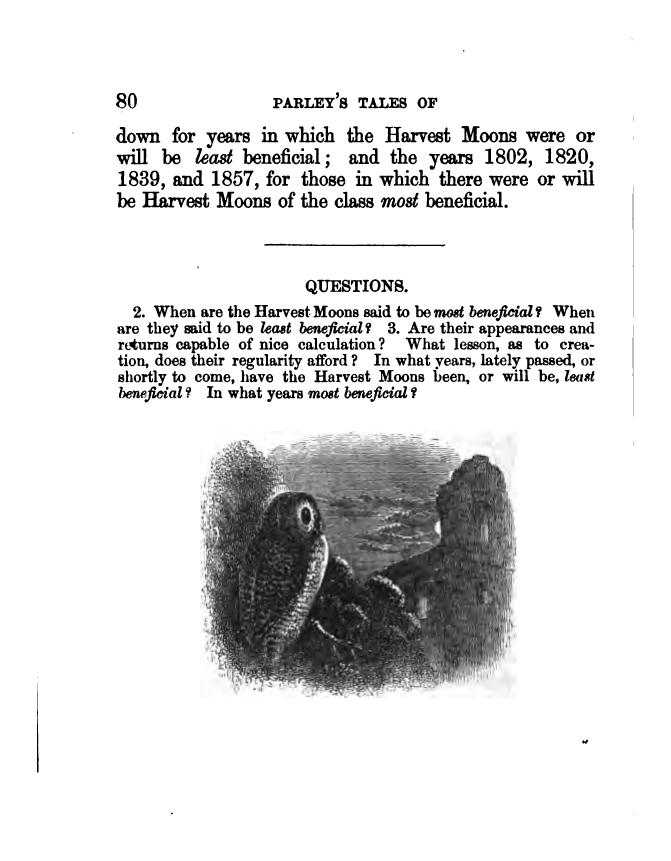 80 PARLEY'S TALES OF
down for years in which the Harvest Moons were or
will be least beneficial; and the years 1802, 1820,
1839, and 1857, for those in which there were or will
be Harvest Moons of the class most beneficial.
QUESTIONS.
2. When are the Harvest Moons said to be most beneficial? When
are they said to be least beneficial? 3. Are their appearances and
returns capable of nice calculation? What lesson, as to crea-
tion, does their regularity afford? In what years, lately passed, or
shortly to come, have the Harvest Moons been, or will be, least
beneficial? In what years most beneficial?